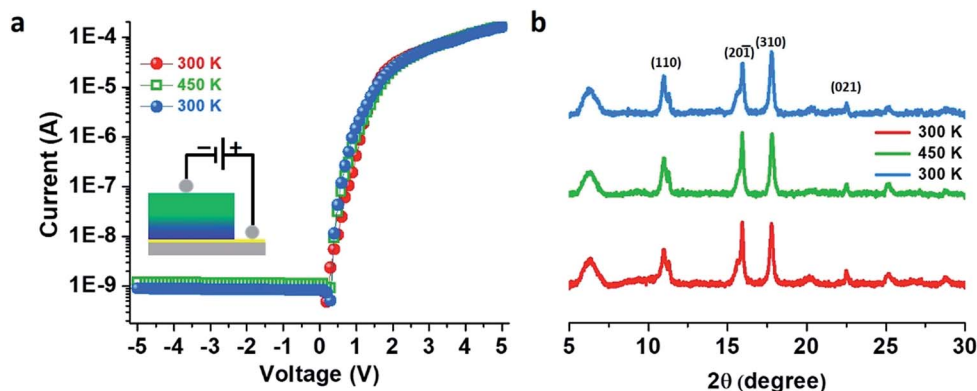 a
1E-4
1E-5
1E-6
1E-7
1E-8
1E-9
Current (A)
300 K
450 K
300 K
− +
-5 -4 -3 -2 -1 0 1 2 3 4 5
Voltage (V)
b
(110)
(201̅)
(310)
(021)
300 K
450 K
300 K
5 10 15 20 25 30
2θ (degree)